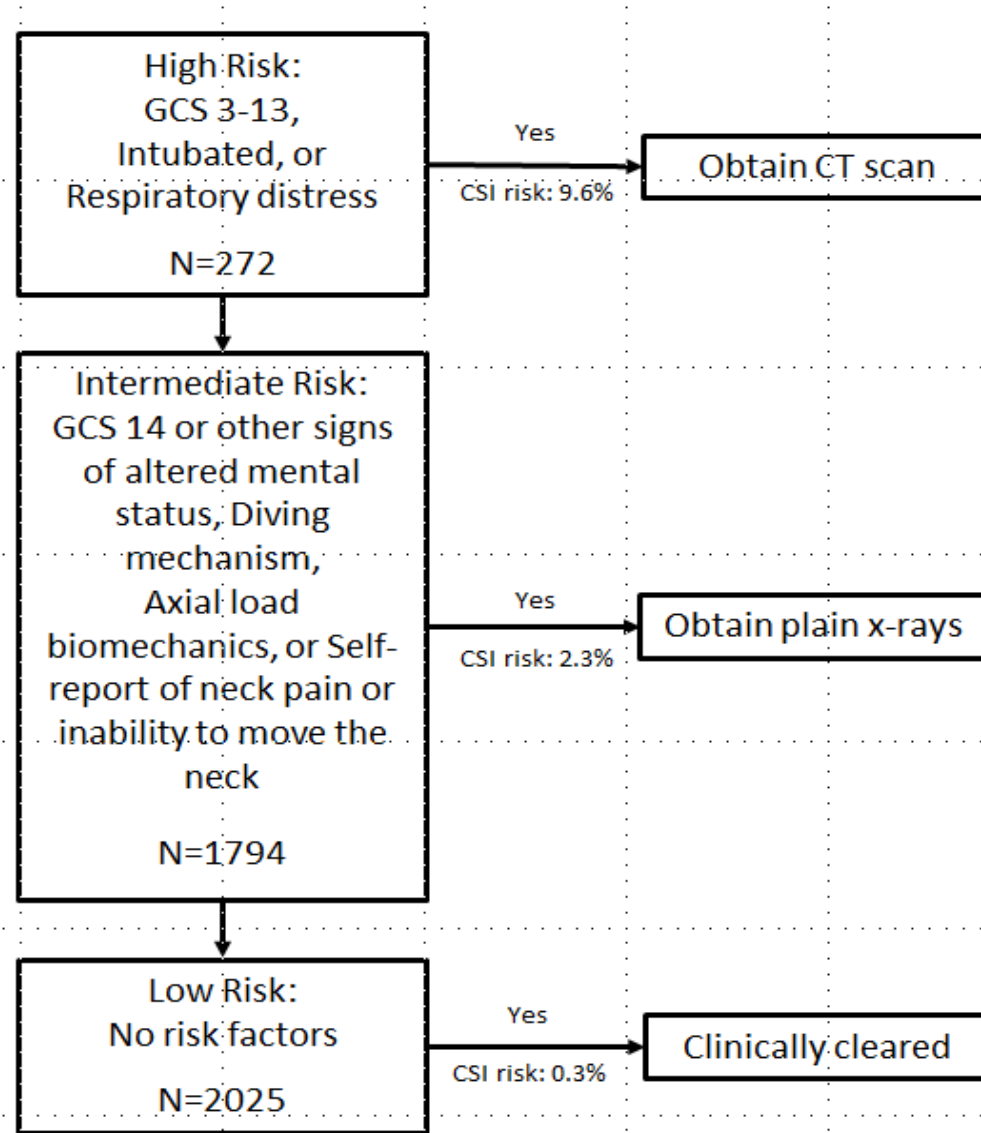 High Risk:
GCS 3-13,
Intubated, or
Respiratory distress
N=272
Yes
CSI risk: 9.6%
Obtain CT scan
Intermediate Risk:
GCS 14 or other signs
of altered mental
status, Diving
mechanism,
Axial load
biomechanics, or Self-
report of neck pain or
inability to move the
neck
N=1794
Yes
CSI risk: 2.3%
Obtain plain x-rays
Low Risk:
No risk factors
N=2025
Yes
CSI risk: 0.3%
Clinically cleared